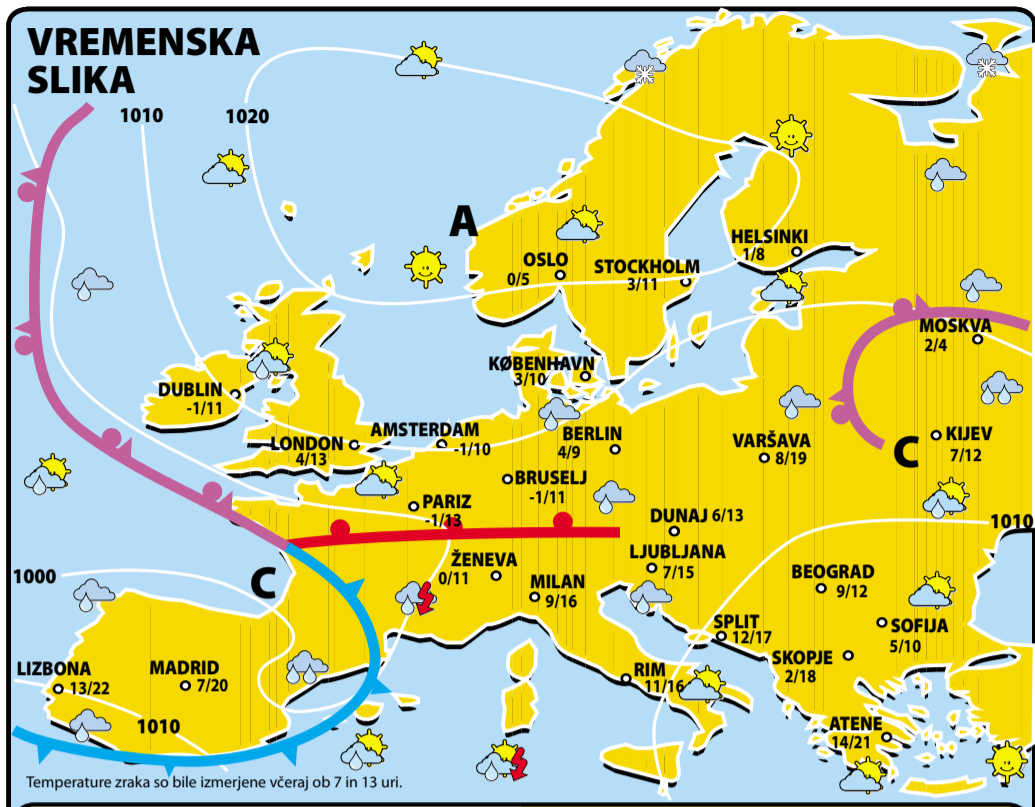 VREMENSKA
SLIKA
1010
1020
A
HELSINKI
1/8
OSLO
0/5
STOCKHOLM
3/11
MOSKVA
2/4
KØBENHAVN
3/10
DUBLIN
-1/11
AMSTERDAM
-1/10
LONDON
4/13
BERLIN
4/9
VARŠAVA
8/19
KIJEV
7/12
C
BRUSELJ
-1/11
PARIZ
-1/13
DUNAJ 6/13
1010
LJUBLJANA
7/15
ŽENEVA
0/11
1000
C
MILAN
9/16
BEOGRAD
9/12
SPLIT
12/17
SOFIJA
5/10
SKOPJE
2/18
LIZBONA
13/22
MADRID
7/20
RIM
11/16
1010
ATENE
14/21
Temperature zraka so bile izmerjene včeraj ob 7 in 13 uri.